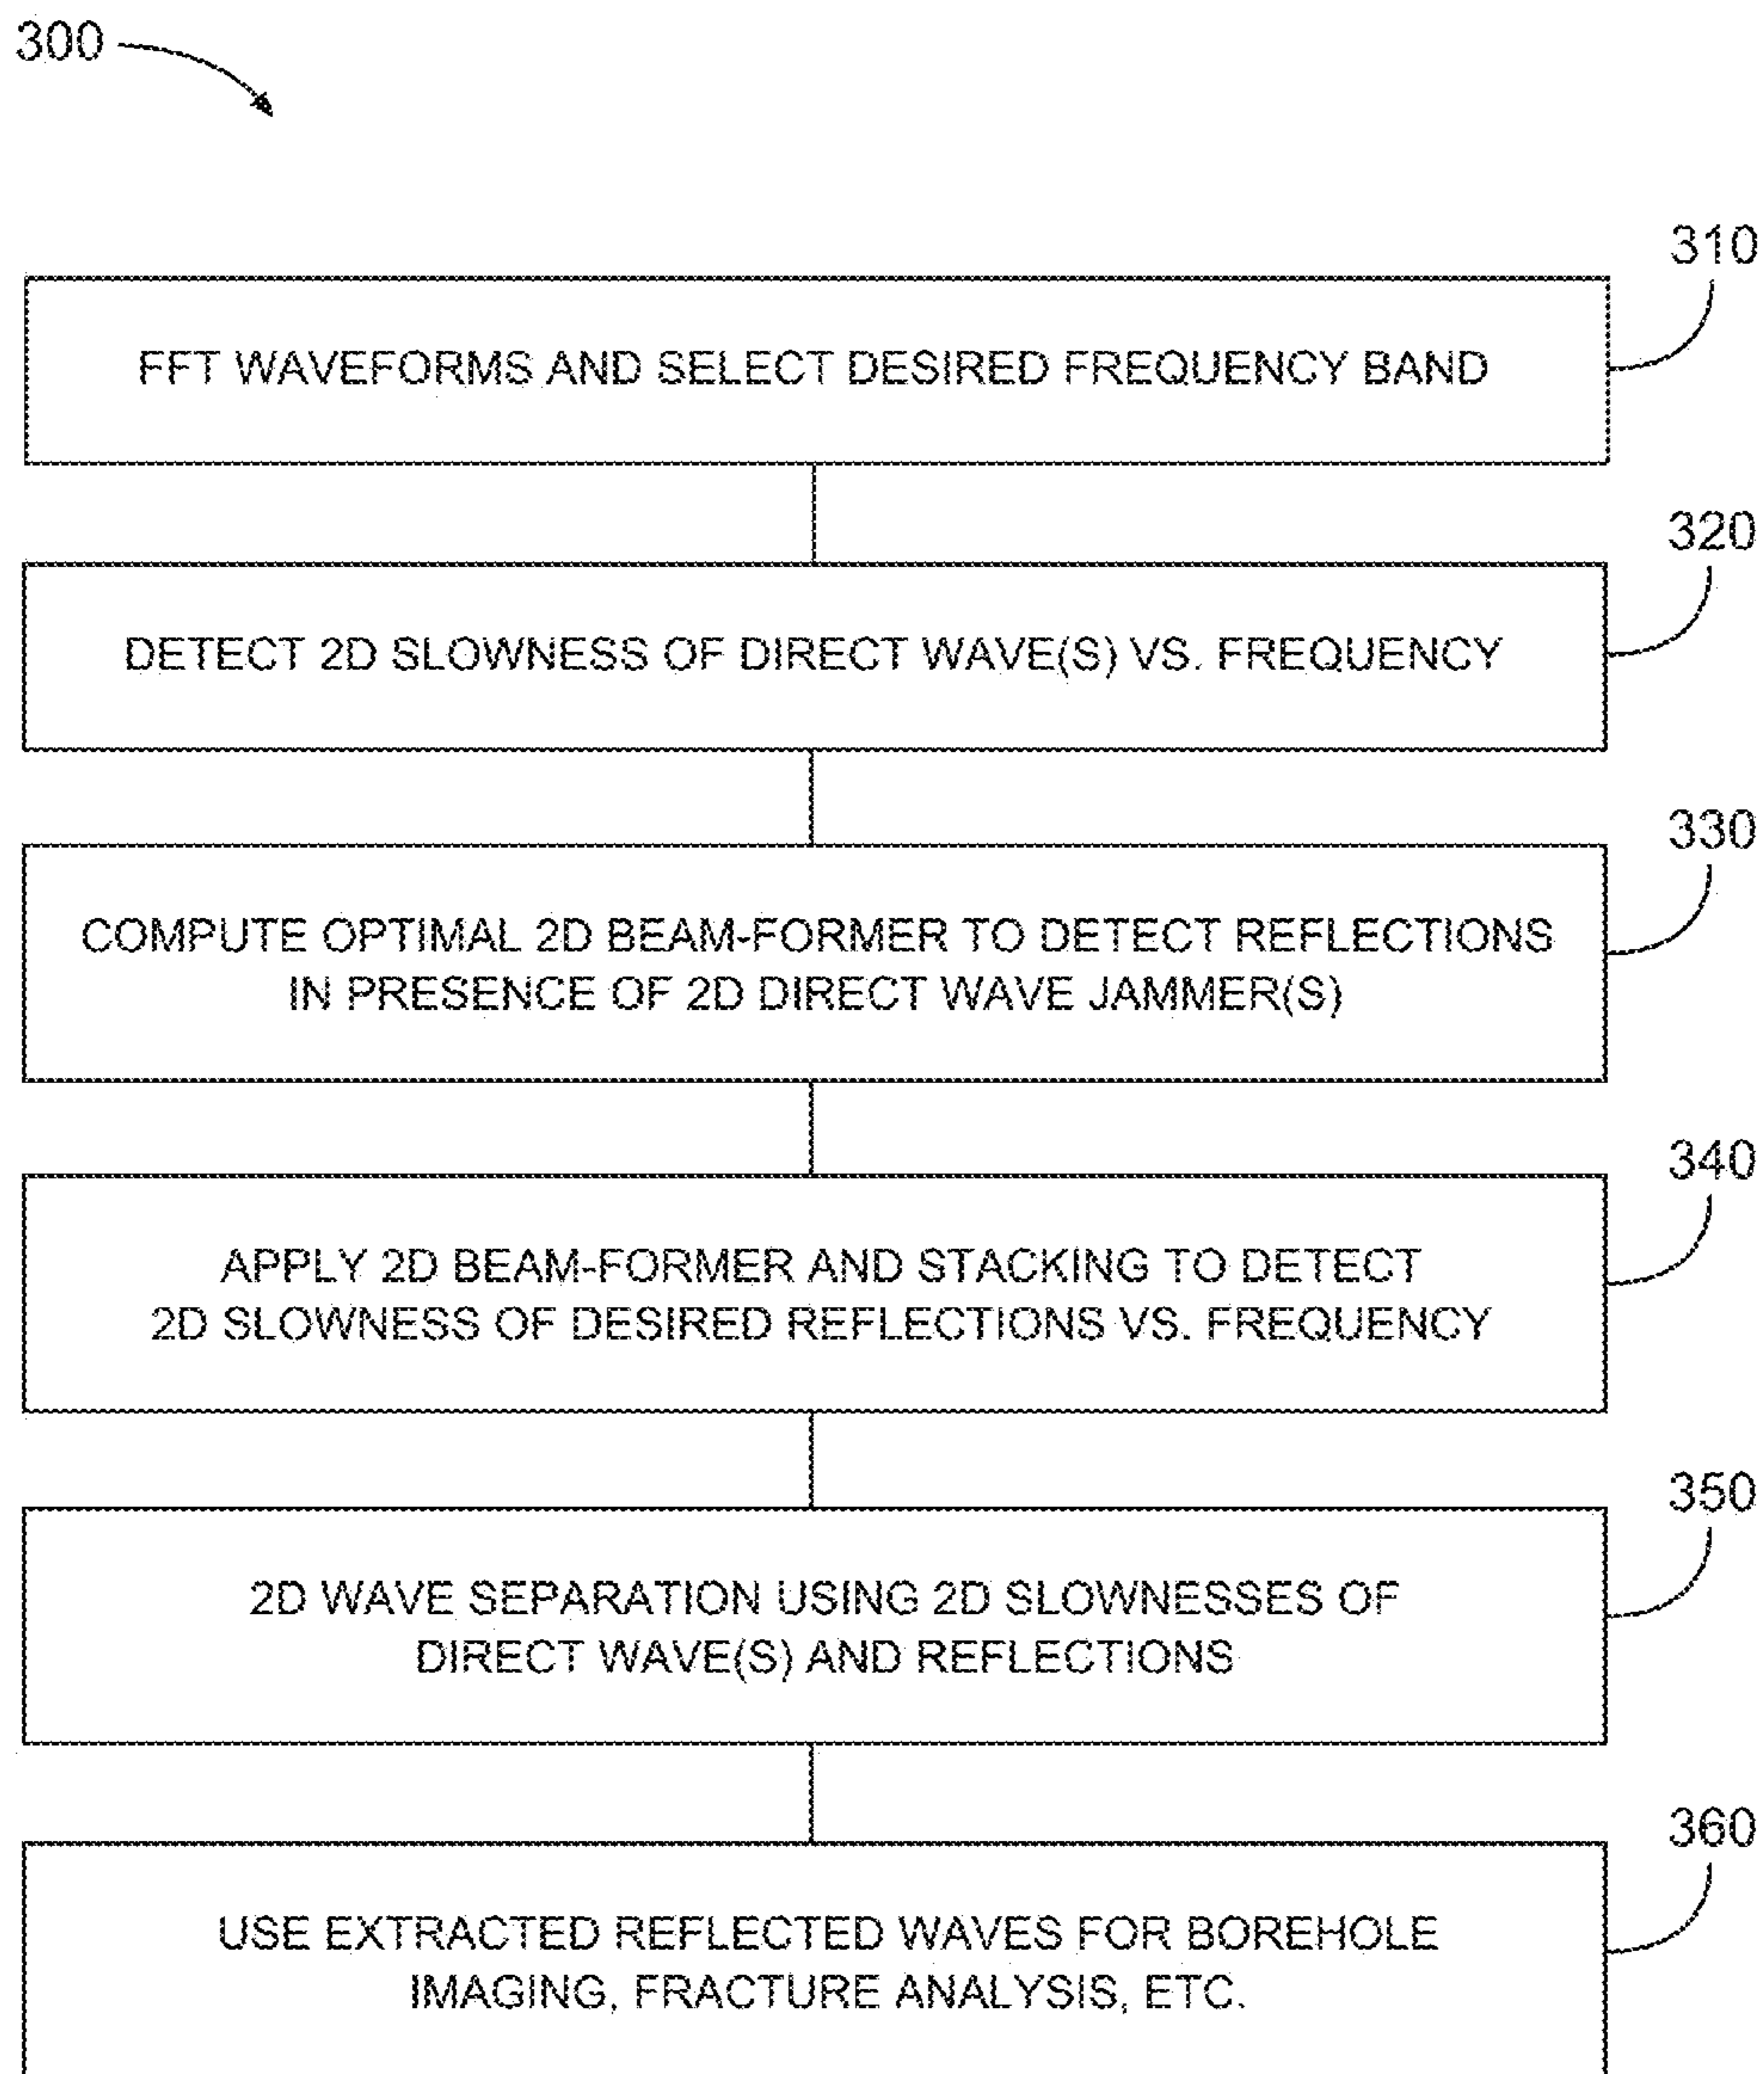 300
310
FFT WAVEFORMS AND SELECT DESIRED FREQUENCY BAND
320
DETECT 2D SLOWNESS OF DIRECT WAVE(S) VS. FREQUENCY
330
COMPUTE OPTIMAL 2D BEAM-FORMER TO DETECT REFLECTIONS
IN PRESENCE OF 2D DIRECT WAVE JAMMER(S)
340
APPLY 2D BEAM-FORMER AND STACKING TO DETECT
2D SLOWNESS OF DESIRED REFLECTIONS VS. FREQUENCY
350
2D WAVE SEPARATION USING 2D SLOWNESSES OF
DIRECT WAVE(S) AND REFLECTIONS
360
USE EXTRACTED REFLECTED WAVES FOR BOREHOLE
IMAGING, FRACTURE ANALYSIS, ETC.